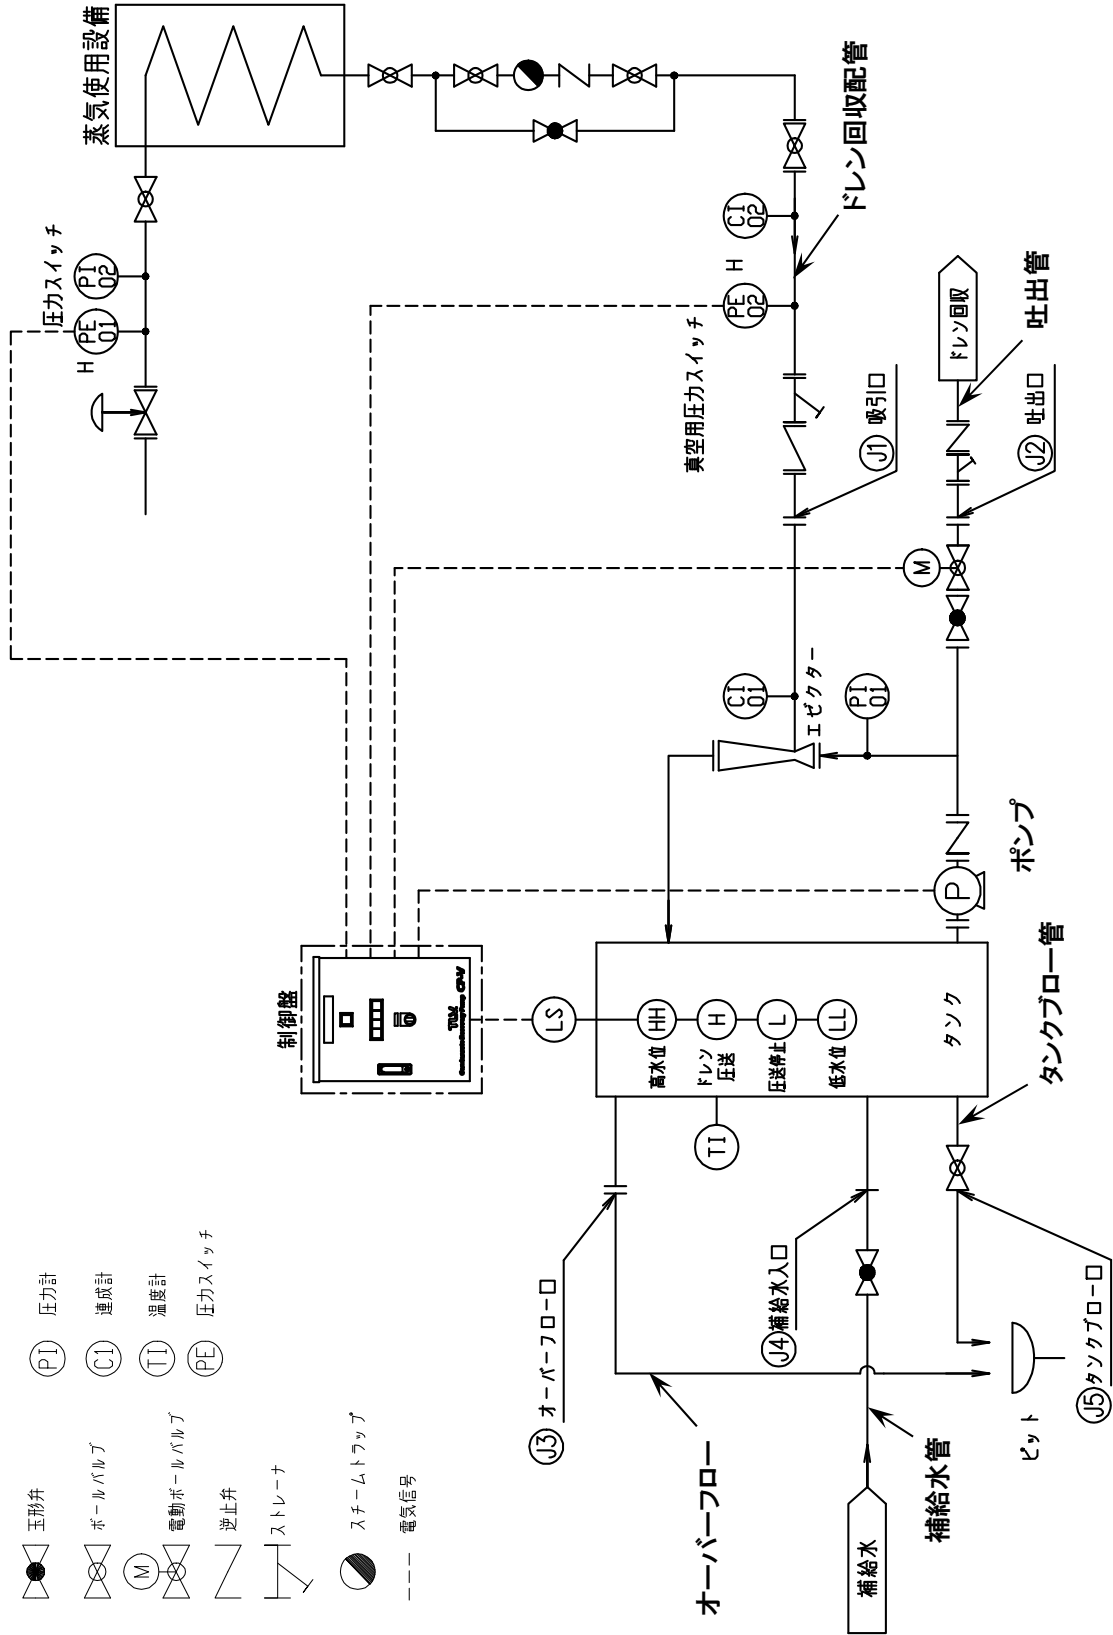 蒸気使用設備
圧力スイッチ
PI
02
PE
01
H
CI
02
H
PE
02
真空用圧力スイッチ
ドレン回収配管
ドレン回収
吐出管
J1 吸引口
J2 吐出口
M
CI
01
エゼクター
PI
01
ポンプ
P
制御盤
TLV
CP-V
LS
HH
高水位
H
ドレン
圧送
L
圧送停止
LL
低水位
タンク
TI
タンクブロー管
J3 オーバーフロー口
J4 補給水入口
J5 タンクブロー口
ピット
オーバーフロー
補給水管
補給水
PI 圧力計
C1 連成計
TI 温度計
PE 圧力スイッチ
玉形弁
ボールバルブ
M 電動ボールバルブ
逆止弁
ストレーナ
スチームトラップ
電気信号